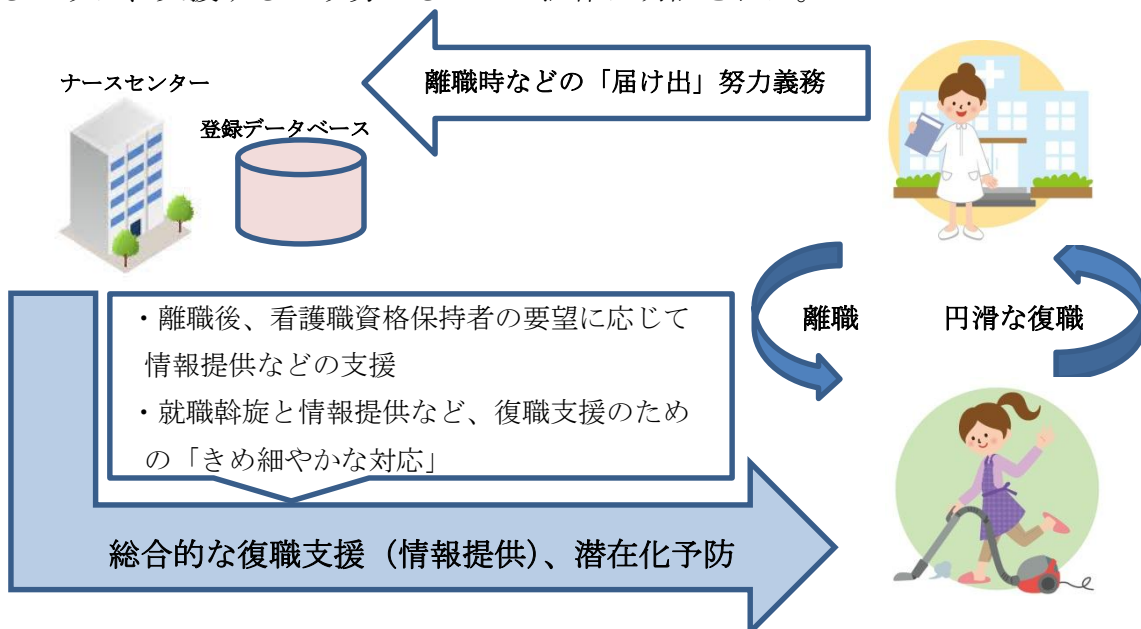 ナースセンター
登録データベース
離職時などの「届け出」努力義務
・離職後、看護職資格保持者の要望に応じて
情報提供などの支援
・就職幹旋と情報提供など、復職支援のため
の「きめ細やかな対応」
離職
円滑な復職
総合的な復職支援（情報提供）、潜在化予防